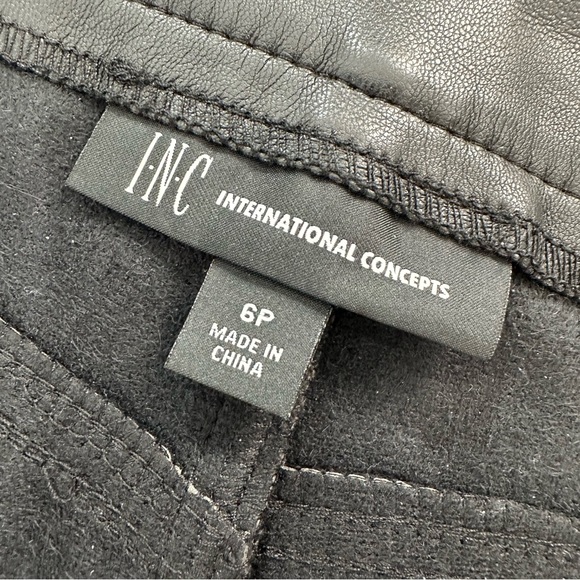 I·N·C INTERNATIONAL CONCEPTS
6P
MADE IN
CHINA